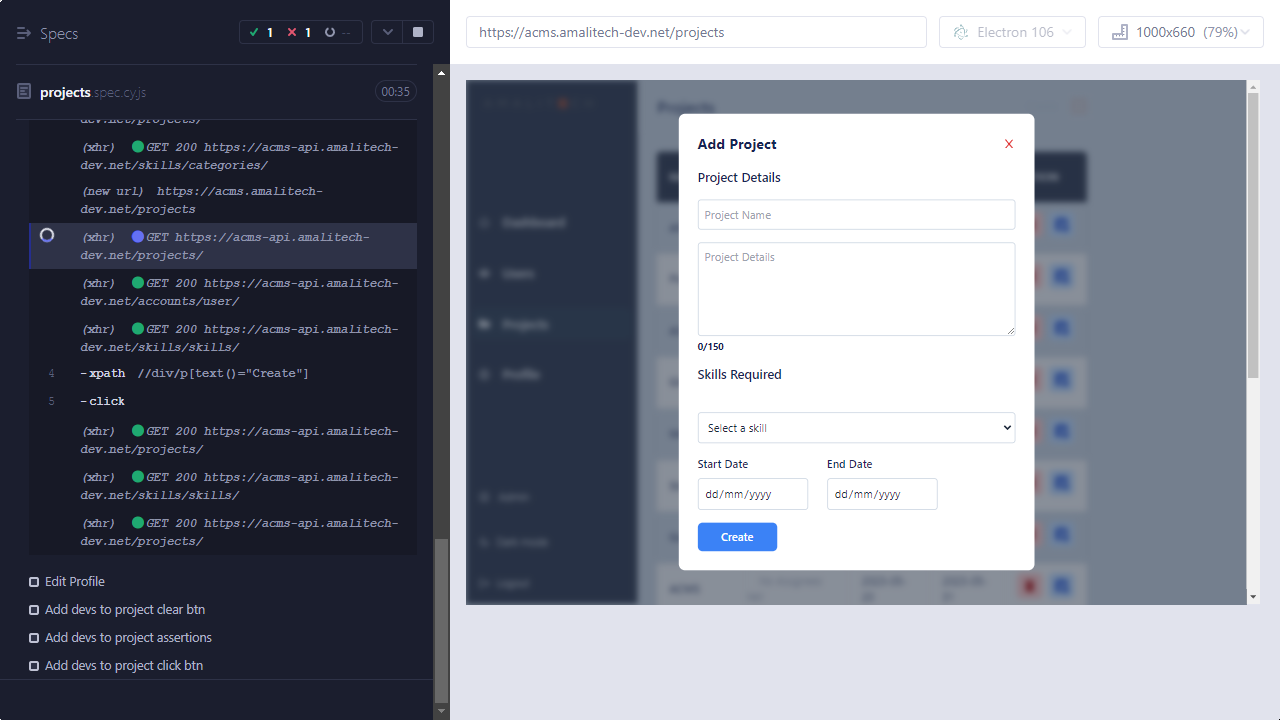 Specs
1
1
--
https://acms.amalitech-dev.net/projects
Electron 106
1000x660 (79%)
projects.spec.cy.js
00:35
dev.net/projects/
(xhr) GET 200 https://acms-api.amalitech-
dev.net/skills/categories/
(new url) https://acms.amalitech-
dev.net/projects
(xhr) GET https://acms-api.amalitech-
dev.net/projects/
(xhr) GET 200 https://acms-api.amalitech-
dev.net/accounts/user/
(xhr) GET 200 https://acms-api.amalitech-
dev.net/skills/skills/
4 -xpath //div/p[text()="Create"]
5 -click
(xhr) GET 200 https://acms-api.amalitech-
dev.net/projects/
(xhr) GET 200 https://acms-api.amalitech-
dev.net/skills/skills/
(xhr) GET 200 https://acms-api.amalitech-
dev.net/projects/
Edit Profile
Add devs to project clear btn
Add devs to project assertions
Add devs to project click btn
Projects
Dashboard
Users
Projects
Profile
Logout
Add Project
X
Project Details
Project Name
Project Details
0/150
Skills Required
Select a skill
Start Date
End Date
dd/mm/yyyy
dd/mm/yyyy
Create